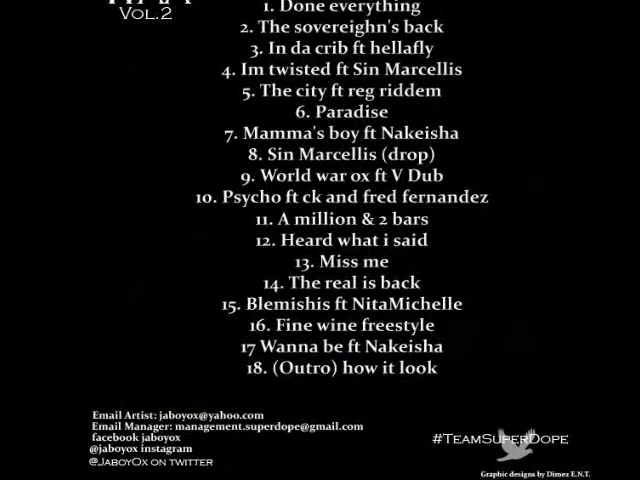 Vol.2
1. Done everything
2. The sovereighn's back
3. In da crib ft hellafly
4. Im twisted ft Sin Marcellis
5. The city ft reg riddem
6. Paradise
7. Mamma's boy ft Nakeisha
8. Sin Marcellis (drop)
9. World war ox ft V Dub
10. Psycho ft ck and fred fernandez
11. A million & 2 bars
12. Heard what i said
13. Miss me
14. The real is back
15. Blemishis ft NitaMichelle
16. Fine wine freestyle
17 Wanna be ft Nakeisha
18. (Outro) how it look
Email Artist: jaboyox@yahoo.com
Email Manager: management.superdope@gmail.com
facebook jaboyox
@jaboyox instagram
@JaboyOx on twitter
#TeamSuperDope
Graphic designs by Dimez E.N.T.